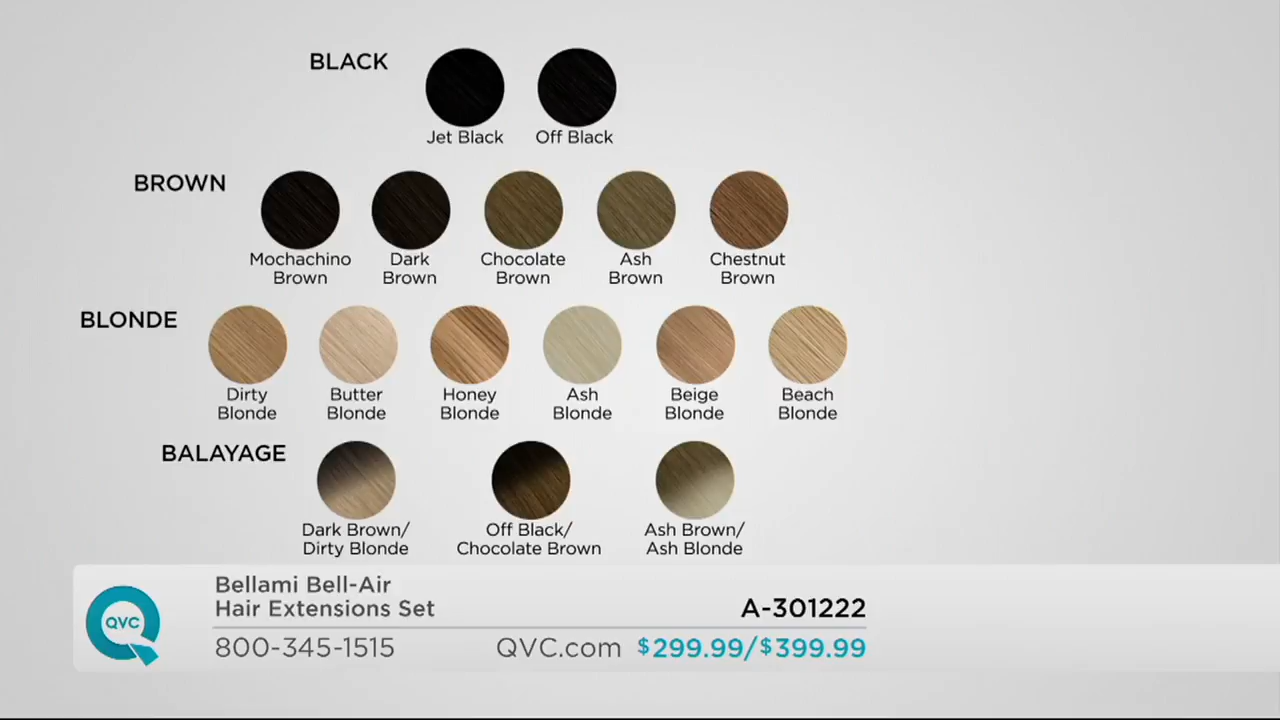 BLACK
Jet Black
Off Black
BROWN
Mochachino
Brown
Dark
Brown
Chocolate
Brown
Ash
Brown
Chestnut
Brown
BLONDE
Dirty
Blonde
Butter
Blonde
Honey
Blonde
Ash
Blonde
Beige
Blonde
Beach
Blonde
BALAYAGE
Dark Brown/
Dirty Blonde
Off Black/
Chocolate Brown
Ash Brown/
Ash Blonde
QVC
Bellami Bell-Air
Hair Extensions Set
A-301222
800-345-1515
QVC.com $299.99/$399.99